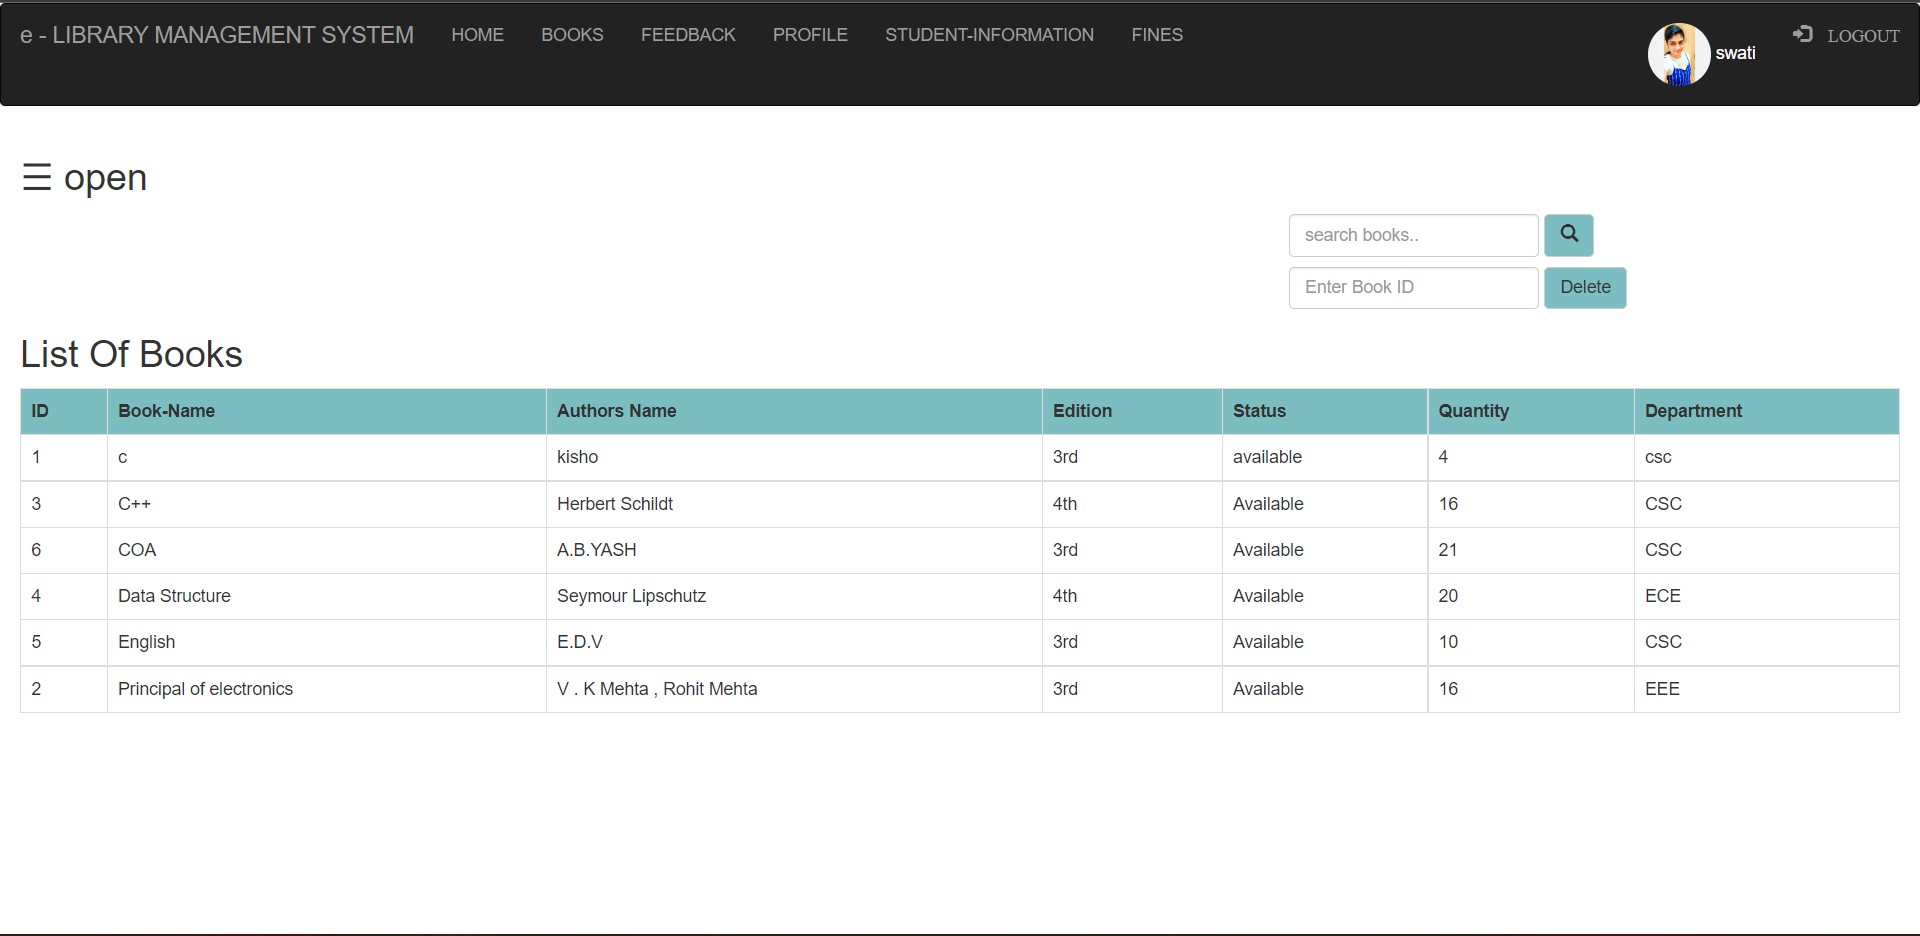 e - LIBRARY MANAGEMENT SYSTEM HOME BOOKS FEEDBACK PROFILE STUDENT-INFORMATION FINES swati LOGOUT
☰ open
search books..
Enter Book ID Delete
List Of Books
ID Book-Name Authors Name Edition Status Quantity Department
1 c kisho 3rd available 4 csc
3 C++ Herbert Schildt 4th Available 16 CSC
6 COA A.B.YASH 3rd Available 21 CSC
4 Data Structure Seymour Lipschutz 4th Available 20 ECE
5 English E.D.V 3rd Available 10 CSC
2 Principal of electronics V . K Mehta , Rohit Mehta 3rd Available 16 EEE